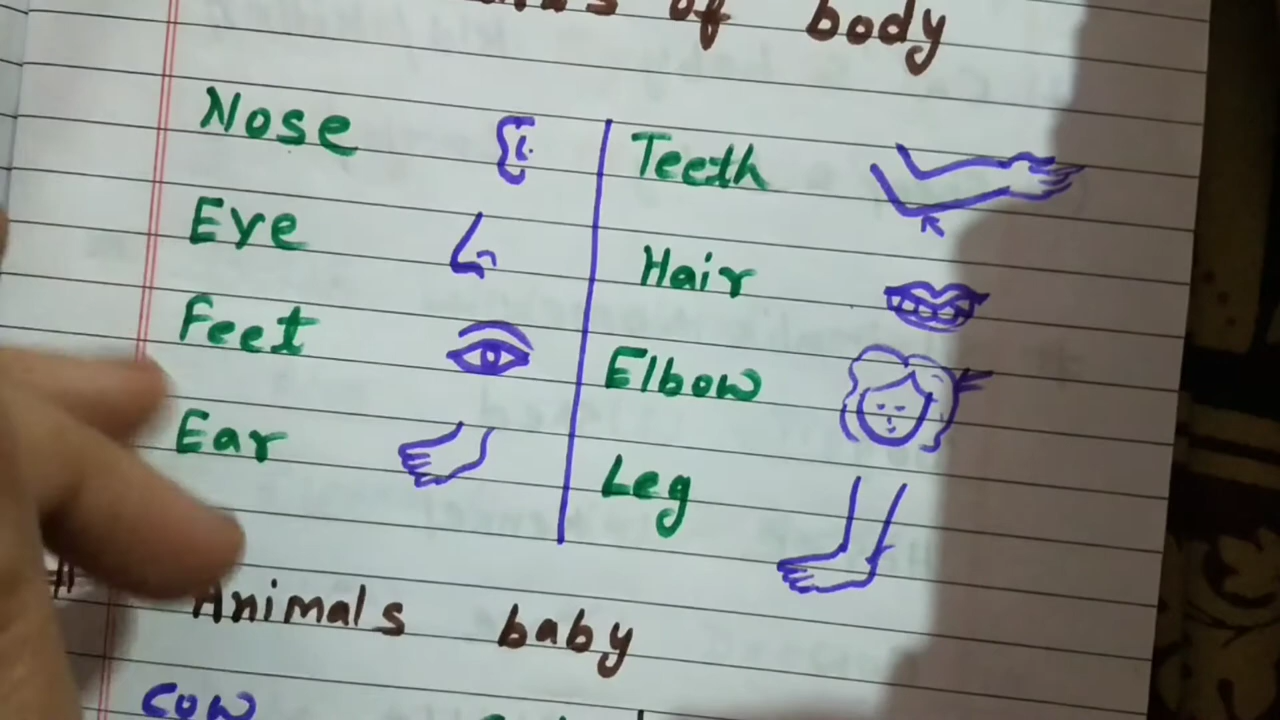 of body
Nose
Eye
Feet
Ear
Teeth
Hair
Elbow
Leg
Animals baby
Cow